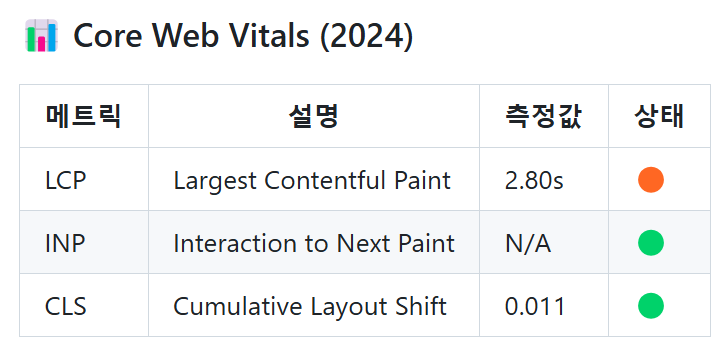 Core Web Vitals (2024)
메트릭 설명 측정값 상태
LCP Largest Contentful Paint 2.80s
INP Interaction to Next Paint N/A
CLS Cumulative Layout Shift 0.011